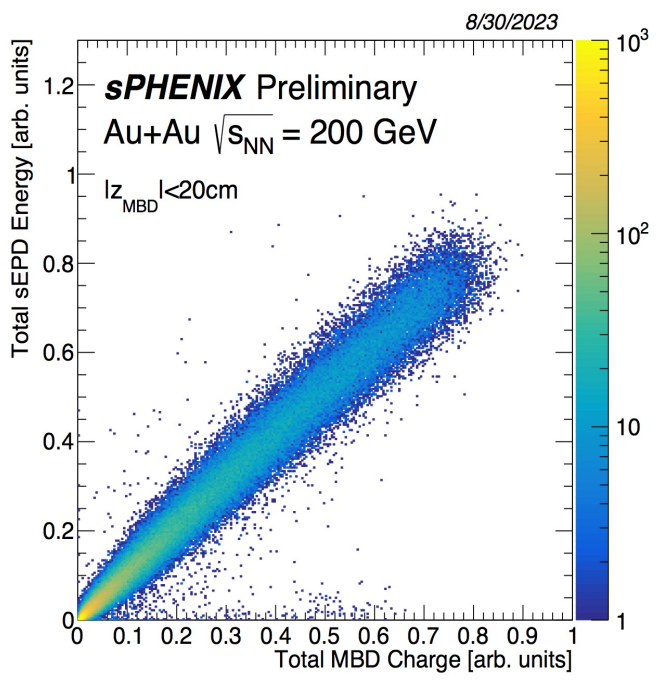 8/30/2023
sPHENIX Preliminary
Au+Au √sNN = 200 GeV
|zMBD|<20cm
Total sEPD Energy [arb. units]
1.2
1
0.8
0.6
0.4
0.2
0
0 0.1 0.2 0.3 0.4 0.5 0.6 0.7 0.8 0.9 1
Total MBD Charge [arb. units]
10³
10²
10
1